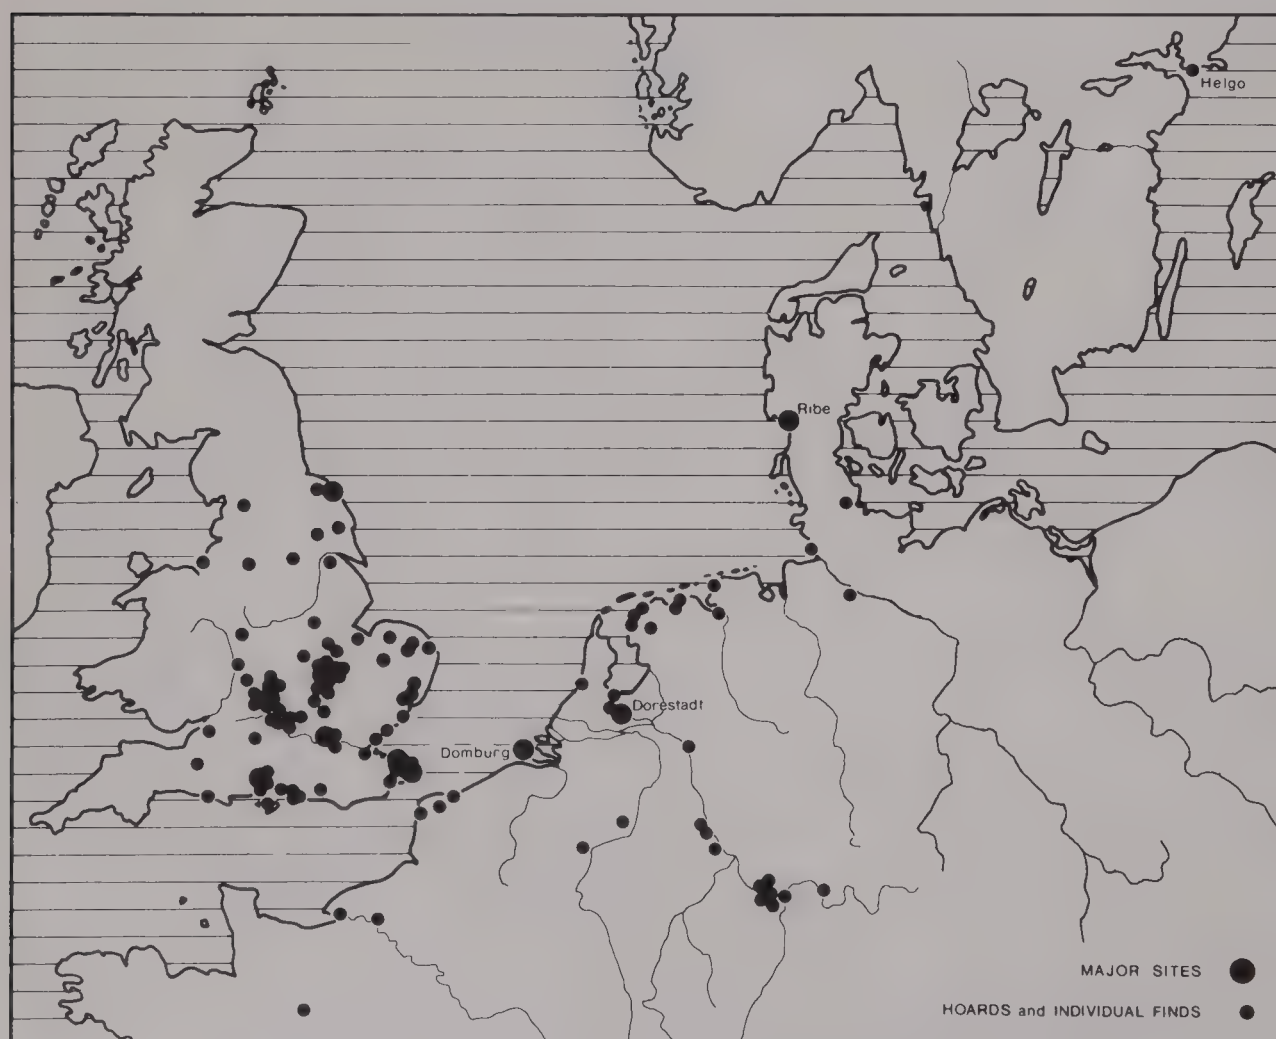 Helgo
Ribe
Dorestadt
Domburg
MAJOR SITES
HOARDS and INDIVIDUAL FINDS